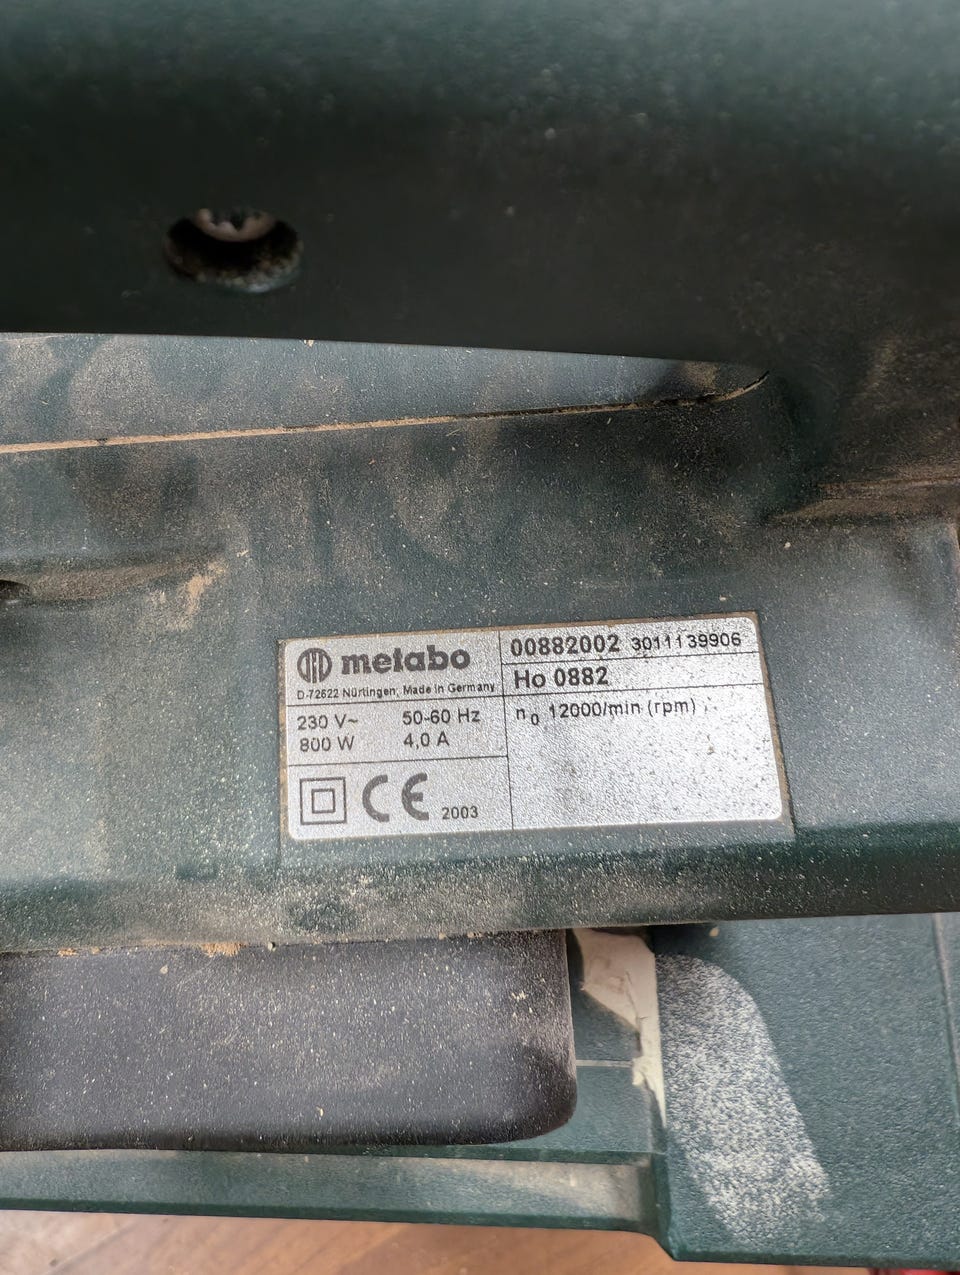 metabo
D-72622 Nürtingen, Made in Germany
00882002 3011139906
Ho 0882
230 V~ 50-60 Hz
800 W 4,0 A
n0 12000/min (rpm)
CE 2003